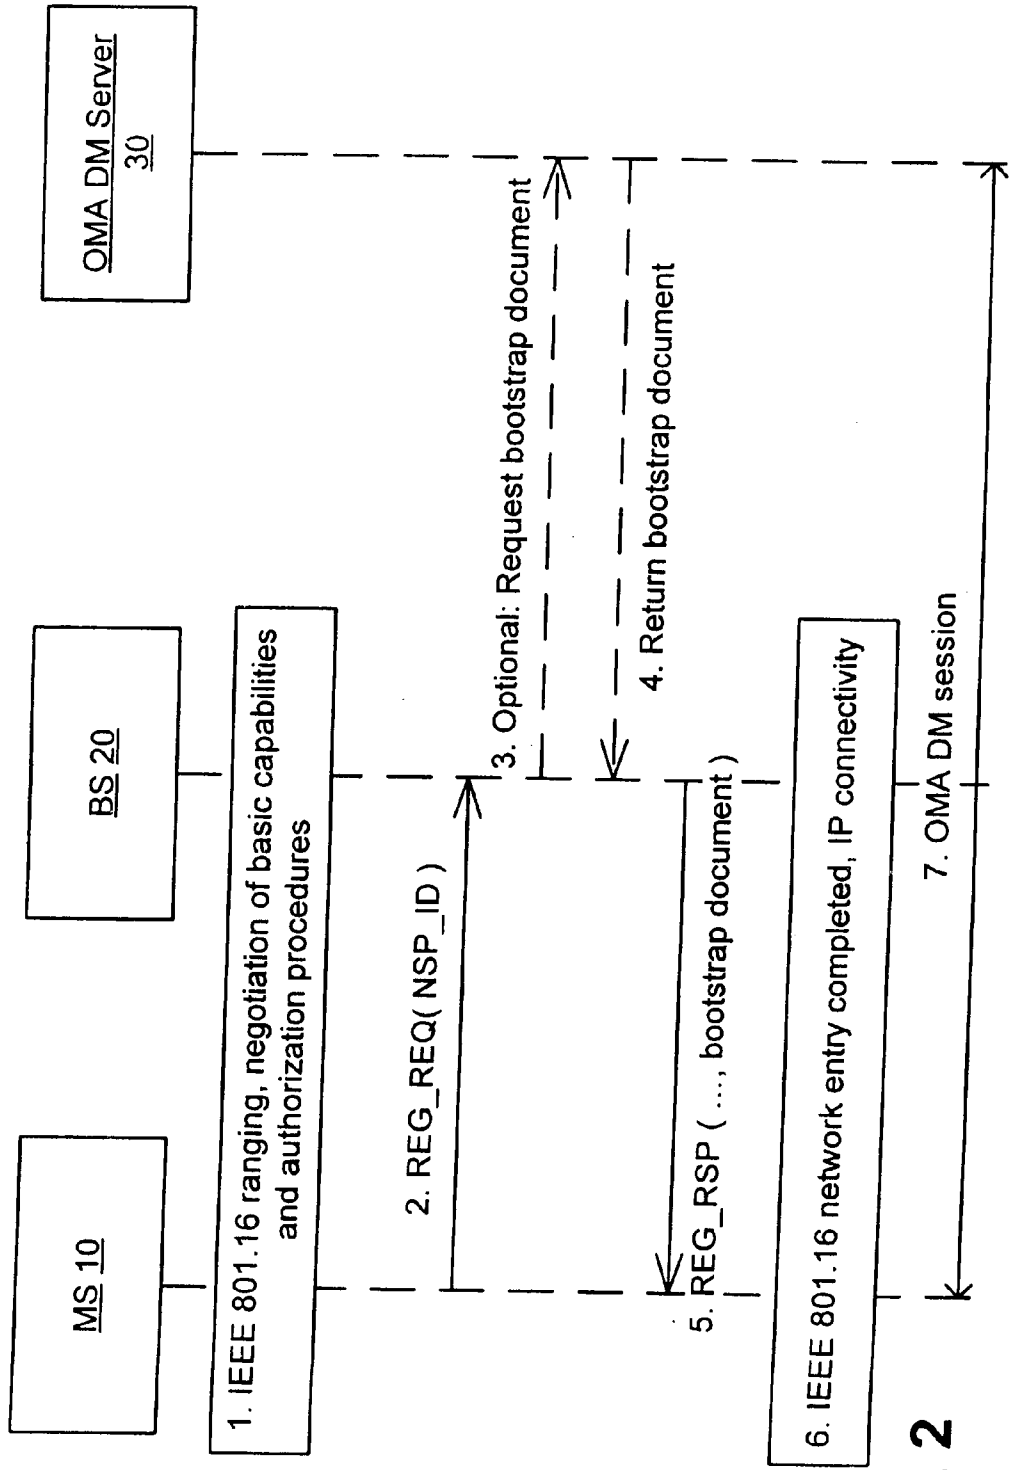 MS 10
BS 20
OMA DM Server
30
1. IEEE 801.16 ranging, negotiation of basic capabilities
and authorization procedures
2. REG_REQ( NSP_ID )
3. Optional: Request bootstrap document
4. Return bootstrap document
5. REG_RSP ( ...., bootstrap document )
6. IEEE 801.16 network entry completed, IP connectivity
7. OMA DM session
2